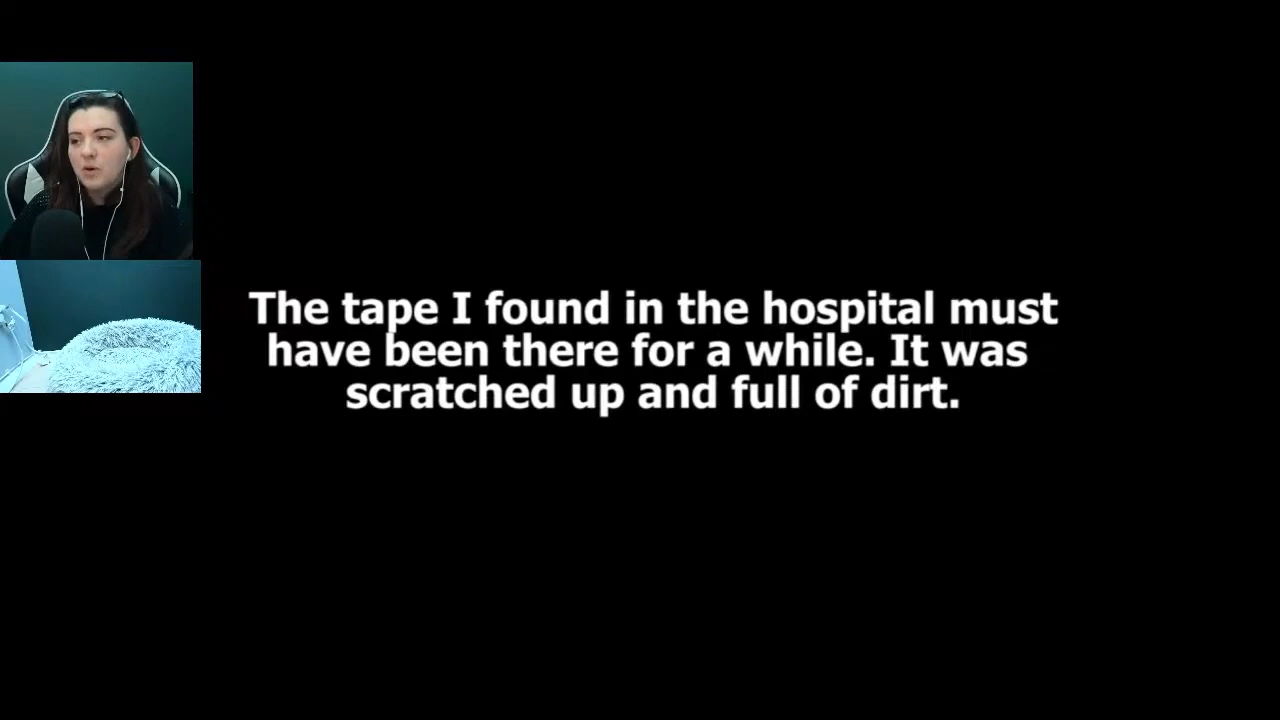 The tape I found in the hospital must
have been there for a while. It was
scratched up and full of dirt.